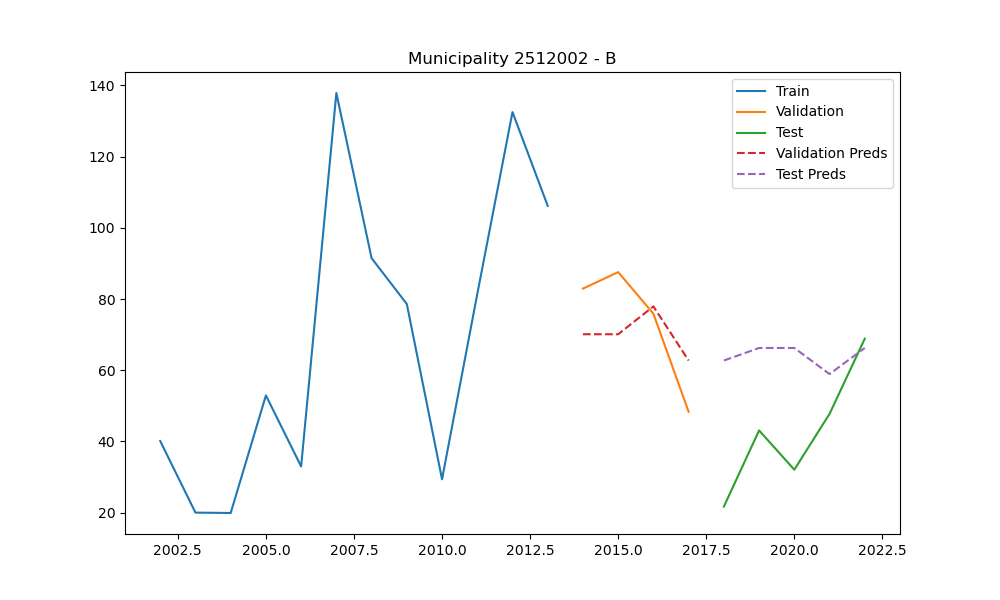 Municipality 2512002 - B
140
120
100
80
60
40
20
Train
Validation
Test
Validation Preds
Test Preds
2002.5 2005.0 2007.5 2010.0 2012.5 2015.0 2017.5 2020.0 2022.5